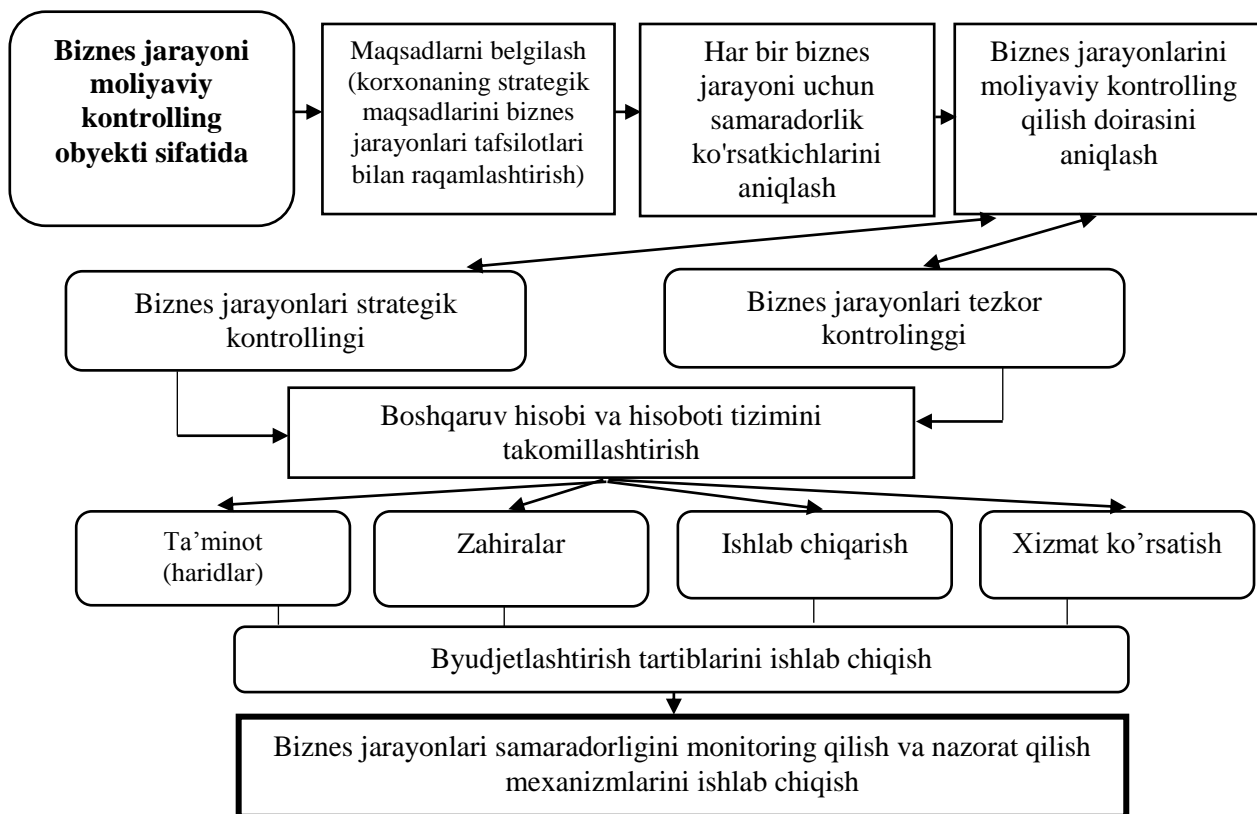 Biznes jarayoni
moliyaviy
kontrolling
obyekti sifatida
Maqsadlarni belgilash
(korxonaning strategik
maqsadlarini biznes
jarayonlari tafsilotlari
bilan raqamlashtirish)
Har bir biznes
jarayoni uchun
samaradorlik
ko'rsatkichlarini
aniqlash
Biznes jarayonlarini
moliyaviy kontrolling
qilish doirasini
aniqlash
Biznes jarayonlari strategik
kontrollingi
Biznes jarayonlari tezkor
kontrolinggi
Boshqaruv hisobi va hisoboti tizimini
takomillashtirish
Ta’minot
(haridlar)
Zahiralar
Ishlab chiqarish
Xizmat ko’rsatish
Byudjetlashtirish tartiblarini ishlab chiqish
Biznes jarayonlari samaradorligini monitoring qilish va nazorat qilish
mexanizmlarini ishlab chiqish